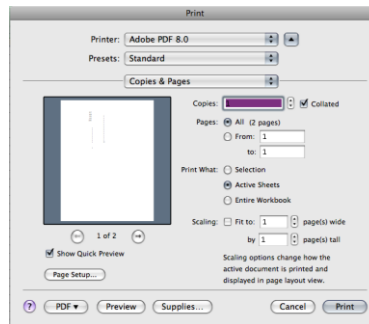 Print
Printer: Adobe PDF 8.0
Presets: Standard
Copies & Pages
Copies: Collated
Pages: All (2 pages)
From: 1
to: 1
Print What: Selection
Active Sheets
Entire Workbook
1 of 2
Scaling: Fit to: 1 page(s) wide
Show Quick Preview
by 1 page(s) tall
Page Setup...
Scaling options change how the
active document is printed and
displayed in page layout view.
? PDF▼ Preview Supplies... Cancel Print